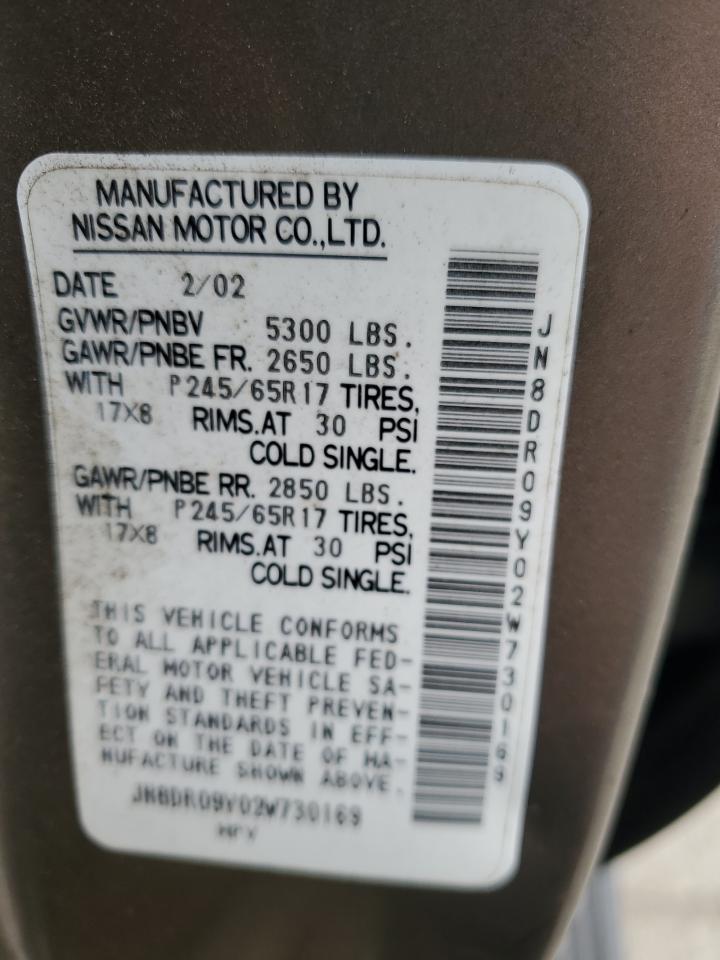 MANUFACTURED BY
NISSAN MOTOR CO.,LTD.
DATE 2/02
GVWR/PNBV 5300 LBS.
GAWR/PNBE FR. 2650 LBS.
WITH P245/65R17 TIRES,
17X8 RIMS.AT 30 PSI
COLD SINGLE.
GAWR/PNBE RR. 2850 LBS.
WITH P245/65R17 TIRES,
17X8 RIMS.AT 30 PSI
COLD SINGLE.
THIS VEHICLE CONFORMS
TO ALL APPLICABLE FED-
ERAL MOTOR VEHICLE SA-
FETY AND THEFT PREVEN-
TION STANDARDS IN EFF-
ECT ON THE DATE OF MA-
NUFACTURE SHOWN ABOVE.
JN8DR09Y02W730169
MPV
JN8DR09Y02W730169